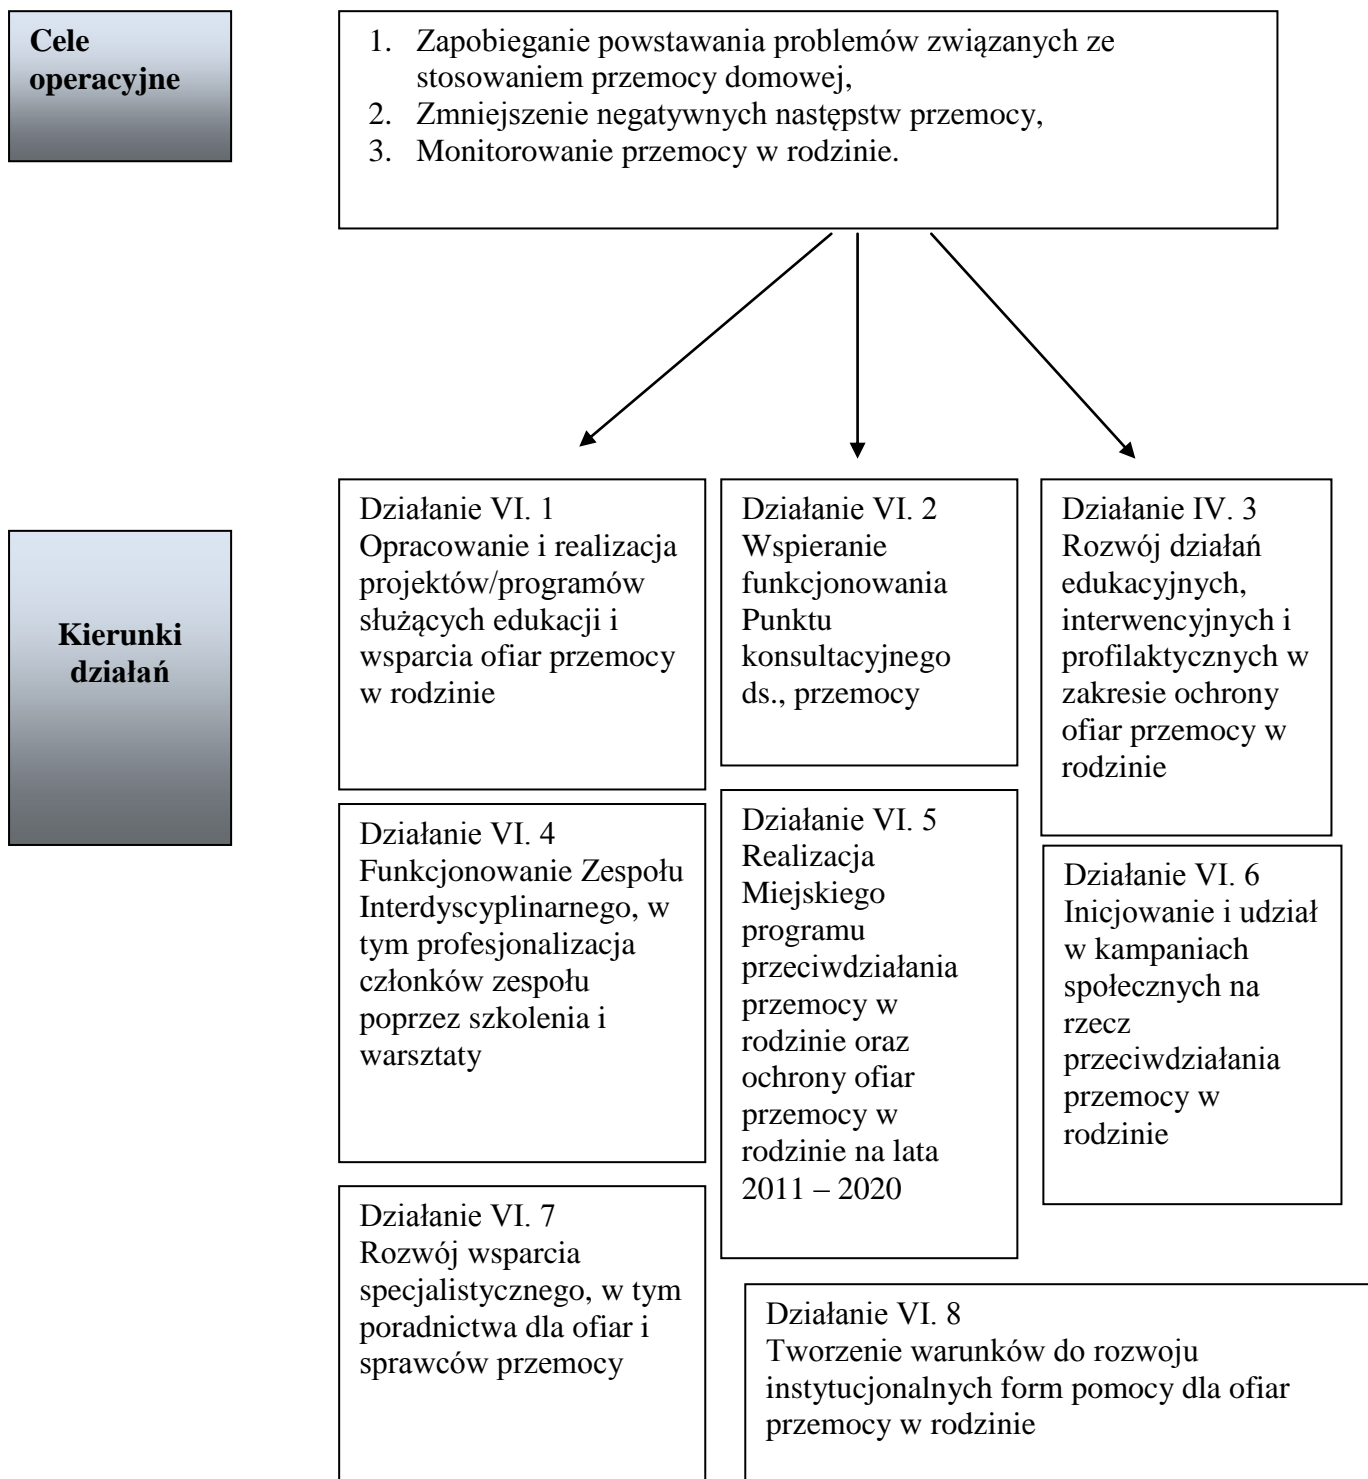 Cele
operacyjne
1. Zapobieganie powstawania problemów związanych ze
stosowaniem przemocy domowej,
2. Zmniejszenie negatywnych następstw przemocy,
3. Monitorowanie przemocy w rodzinie.
Kierunki
działań
Działanie VI. 1
Opracowanie i realizacja
projektów/programów
służących edukacji i
wsparcia ofiar przemocy
w rodzinie
Działanie VI. 2
Wspieranie
funkcjonowania
Punktu
konsultacyjnego
ds., przemocy
Działanie IV. 3
Rozwój działań
edukacyjnych,
interwencyjnych i
profilaktycznych w
zakresie ochrony
ofiar przemocy w
rodzinie
Działanie VI. 4
Funkcjonowanie Zespołu
Interdyscyplinarnego, w
tym profesjonalizacja
członków zespołu
poprzez szkolenia i
warsztaty
Działanie VI. 5
Realizacja
Miejskiego
programu
przeciwdziałania
przemocy w
rodzinie oraz
ochrony ofiar
przemocy w
rodzinie na lata
2011 – 2020
Działanie VI. 6
Inicjowanie i udział
w kampaniach
społecznych na
rzecz
przeciwdziałania
przemocy w
rodzinie
Działanie VI. 7
Rozwój wsparcia
specjalistycznego, w tym
poradnictwa dla ofiar i
sprawców przemocy
Działanie VI. 8
Tworzenie warunków do rozwoju
instytucjonalnych form pomocy dla ofiar
przemocy w rodzinie